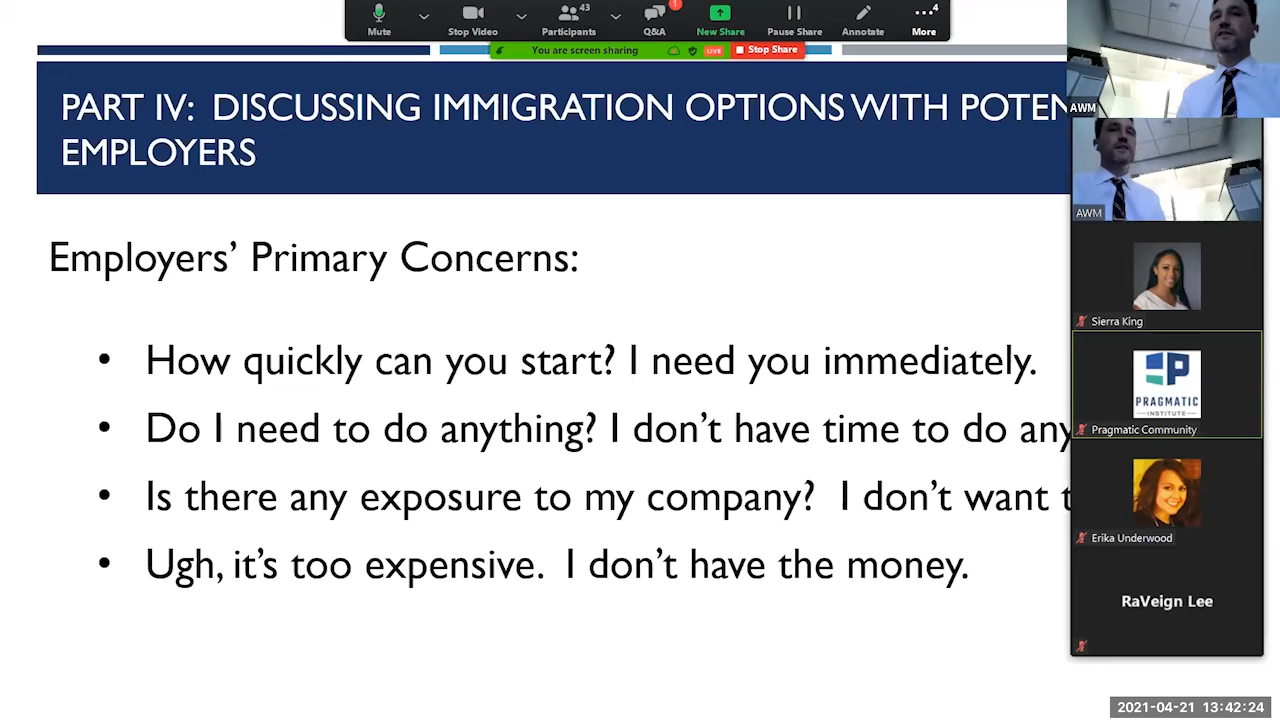 Mute
Stop Video
43
Participants
1
Q&A
New Share
Pause Share
Annotate
4
More
You are screen sharing
LIVE
Stop Share
PART IV: DISCUSSING IMMIGRATION OPTIONS WITH POTEN
EMPLOYERS
Employers’ Primary Concerns:
• How quickly can you start? I need you immediately.
• Do I need to do anything? I don’t have time to do any
• Is there any exposure to my company? I don’t want t
• Ugh, it’s too expensive. I don’t have the money.
AWM
AWM
Sierra King
PRAGMATIC
INSTITUTE
Pragmatic Community
Erika Underwood
RaVeign Lee
2021-04-21 13:42:24